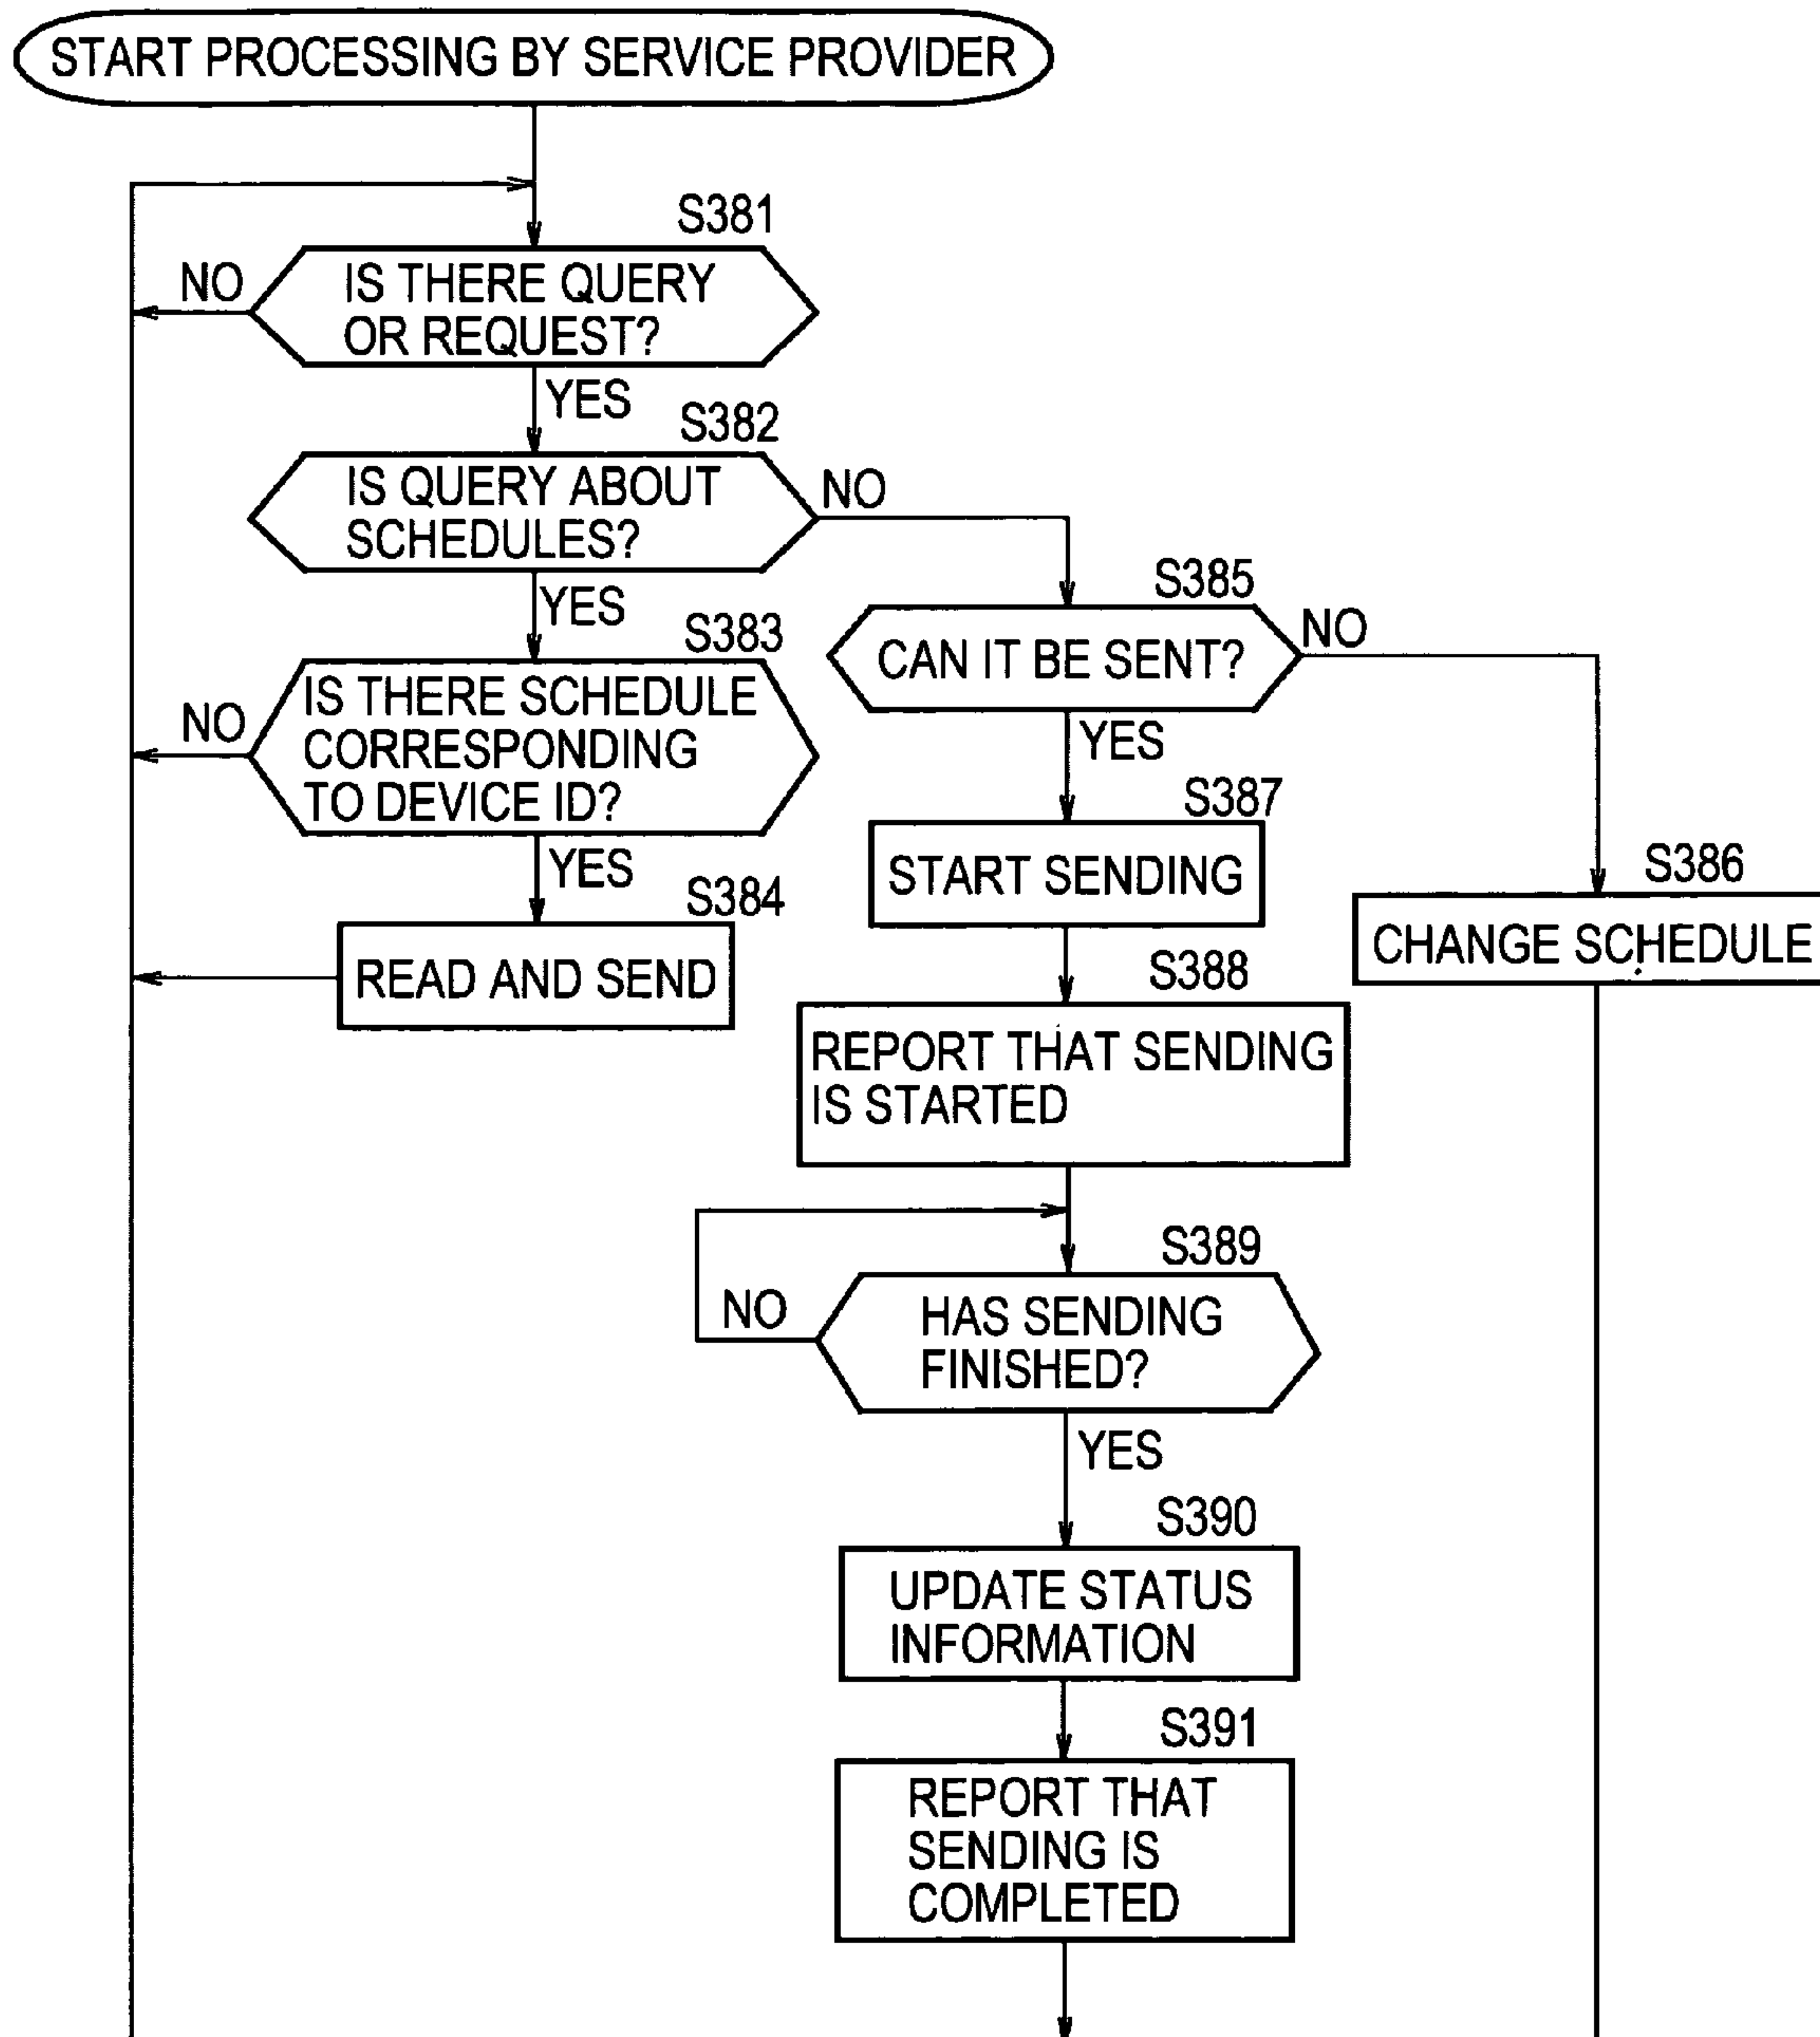 START PROCESSING BY SERVICE PROVIDER
S381
NO
IS THERE QUERY
OR REQUEST?
YES
S382
IS QUERY ABOUT
SCHEDULES?
NO
YES
S383
NO
IS THERE SCHEDULE
CORRESPONDING
TO DEVICE ID?
YES
S384
READ AND SEND
S385
CAN IT BE SENT?
NO
YES
S387
START SENDING
S386
CHANGE SCHEDULE
S388
REPORT THAT SENDING
IS STARTED
S389
NO
HAS SENDING
FINISHED?
YES
S390
UPDATE STATUS
INFORMATION
S391
REPORT THAT
SENDING IS
COMPLETED